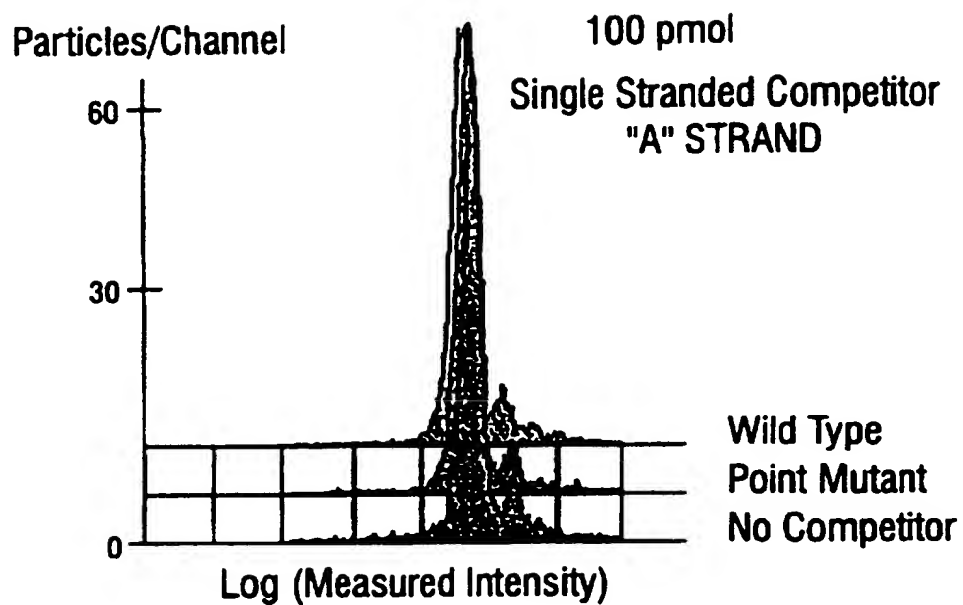 Particles/Channel
100 pmol
Single Stranded Competitor
"A" STRAND
60
30
0
Wild Type
Point Mutant
No Competitor
Log (Measured Intensity)